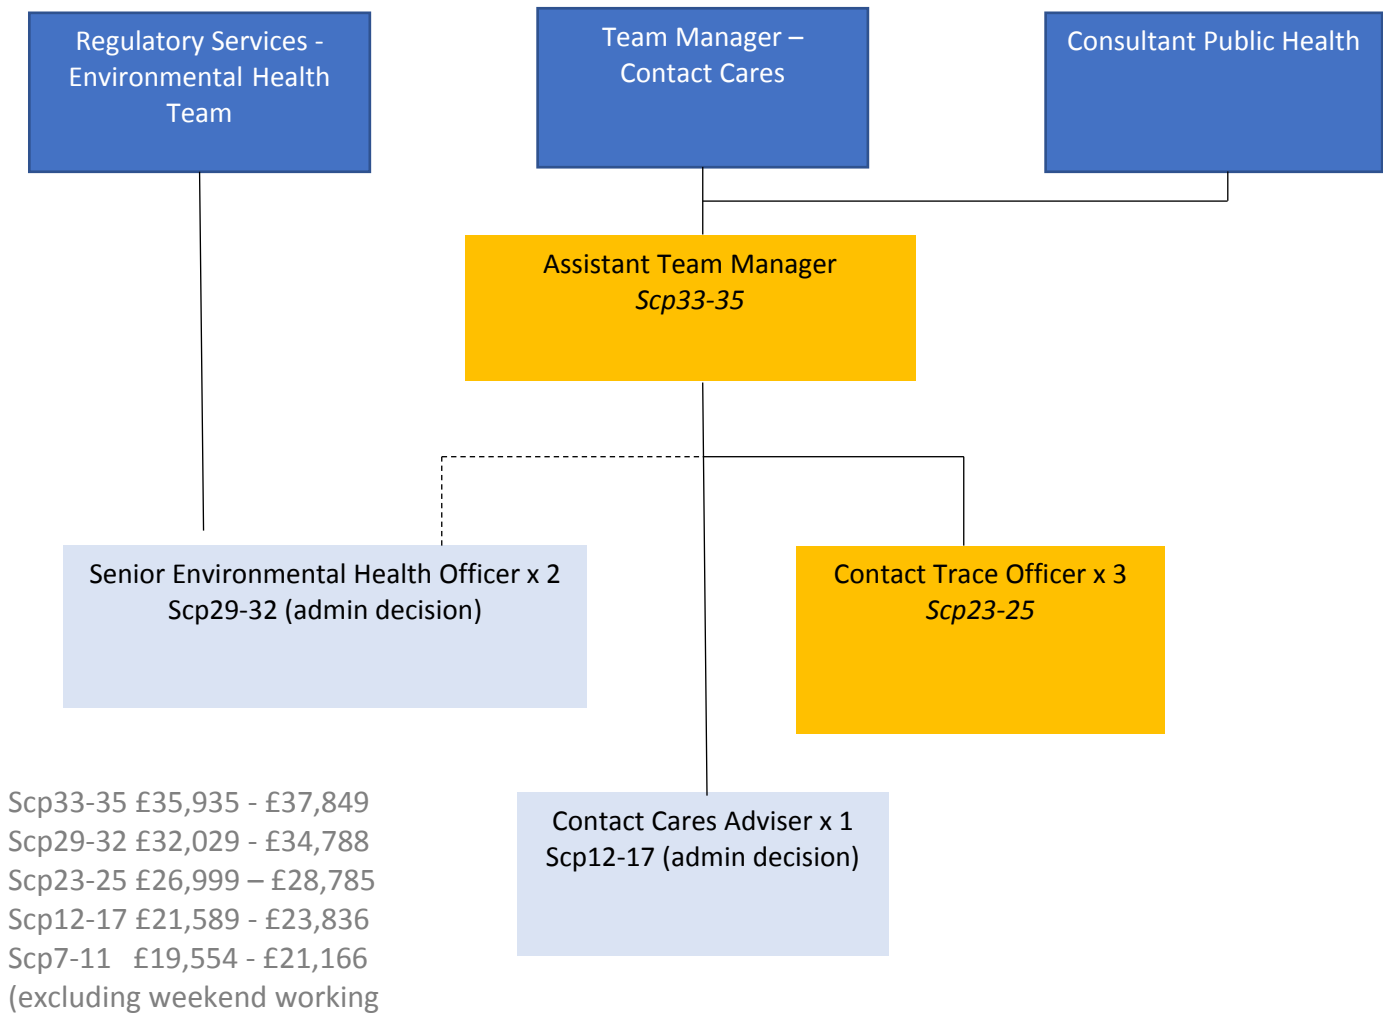 Regulatory Services -
Environmental Health
Team
Team Manager –
Contact Cares
Consultant Public Health
Assistant Team Manager
Scp33-35
Senior Environmental Health Officer x 2
Scp29-32 (admin decision)
Contact Trace Officer x 3
Scp23-25
Contact Cares Adviser x 1
Scp12-17 (admin decision)
Scp33-35 £35,935 - £37,849
Scp29-32 £32,029 - £34,788
Scp23-25 £26,999 – £28,785
Scp12-17 £21,589 - £23,836
Scp7-11 £19,554 - £21,166
(excluding weekend working